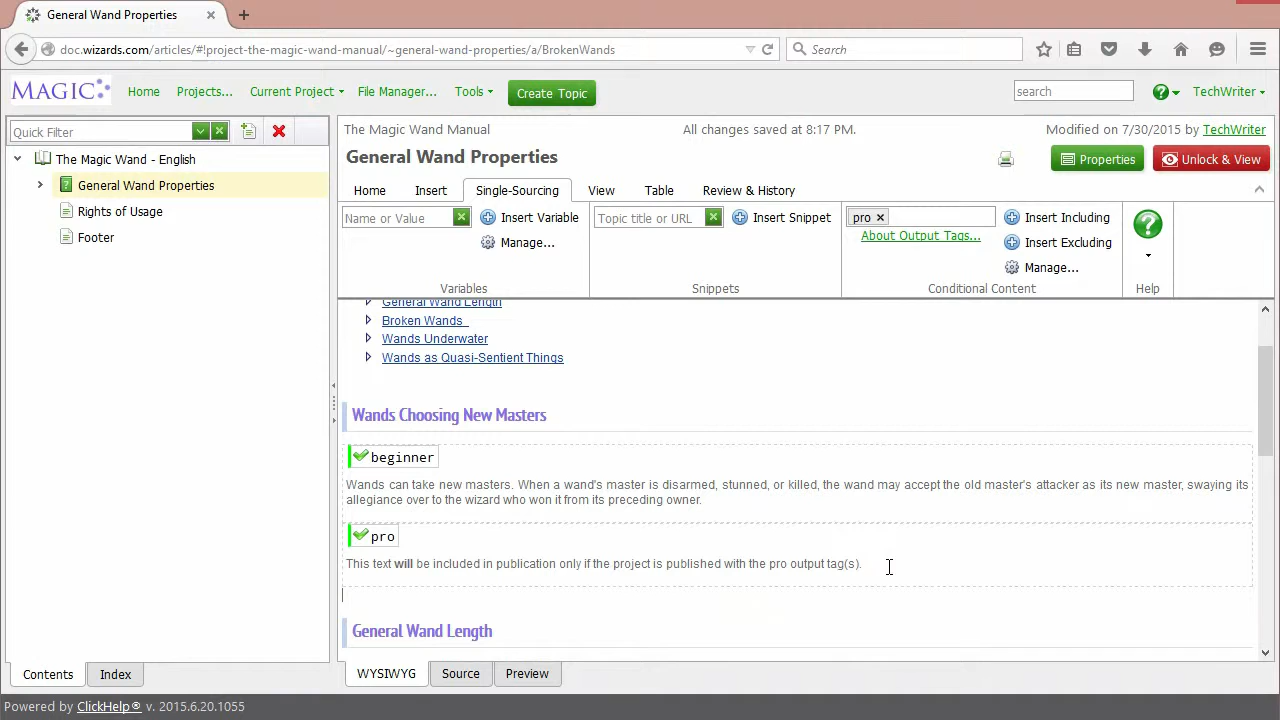 General Wand Properties
doc.wizards.com/articles/#!project-the-magic-wand-manual/~general-wand-properties/a/BrokenWands
Search
MAGIC
Home Projects... Current Project File Manager... Tools Create Topic
search
TechWriter
Quick Filter
The Magic Wand Manual
All changes saved at 8:17 PM.
Modified on 7/30/2015 by TechWriter
The Magic Wand - English
General Wand Properties
Rights of Usage
Footer
General Wand Properties
Properties
Unlock & View
Home Insert Single-Sourcing View Table Review & History
Name or Value
Insert Variable
Manage...
Variables
Topic title or URL
Insert Snippet
Snippets
pro
About Output Tags...
Insert Including
Insert Excluding
Manage...
Conditional Content
Help
General Wand Length
Broken Wands
Wands Underwater
Wands as Quasi-Sentient Things
Wands Choosing New Masters
beginner
Wands can take new masters. When a wand's master is disarmed, stunned, or killed, the wand may accept the old master's attacker as its new master, swaying its
allegiance over to the wizard who won it from its preceding owner.
pro
This text will be included in publication only if the project is published with the pro output tag(s).
General Wand Length
Contents Index
WYSIWYG Source Preview
Powered by ClickHelp® v. 2015.6.20.1055